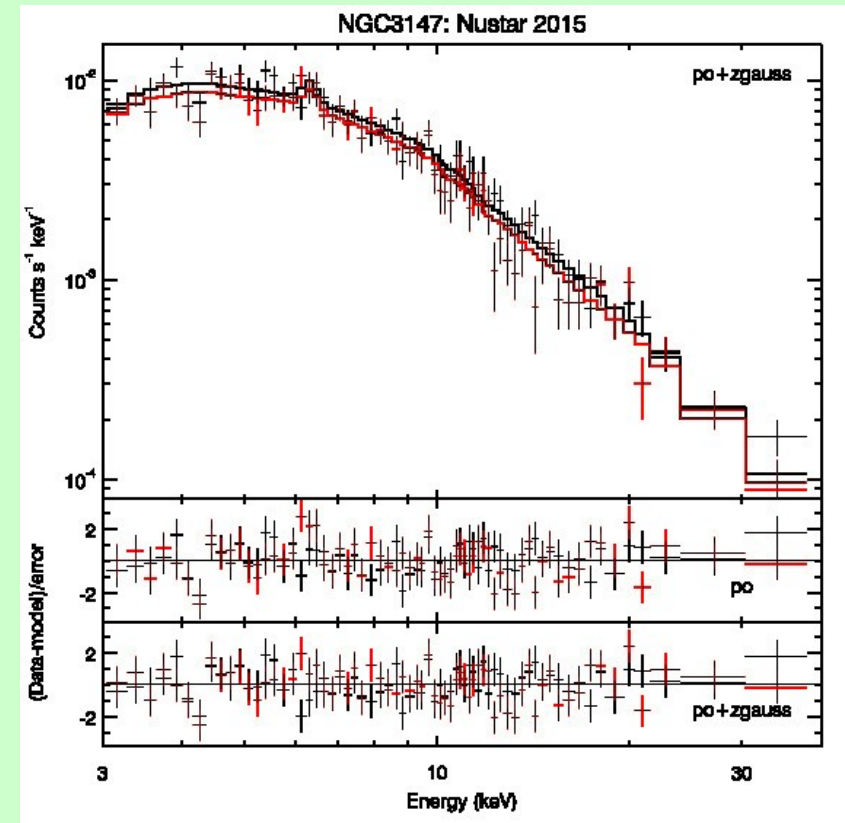 NGC3147: Nustar 2015
po+zgauss
10⁻²
10⁻³
10⁻⁴
Counts s⁻¹ keV⁻¹
2
-2
po
2
-2
po+zgauss
(Data-model)/error
3
10
30
Energy (keV)